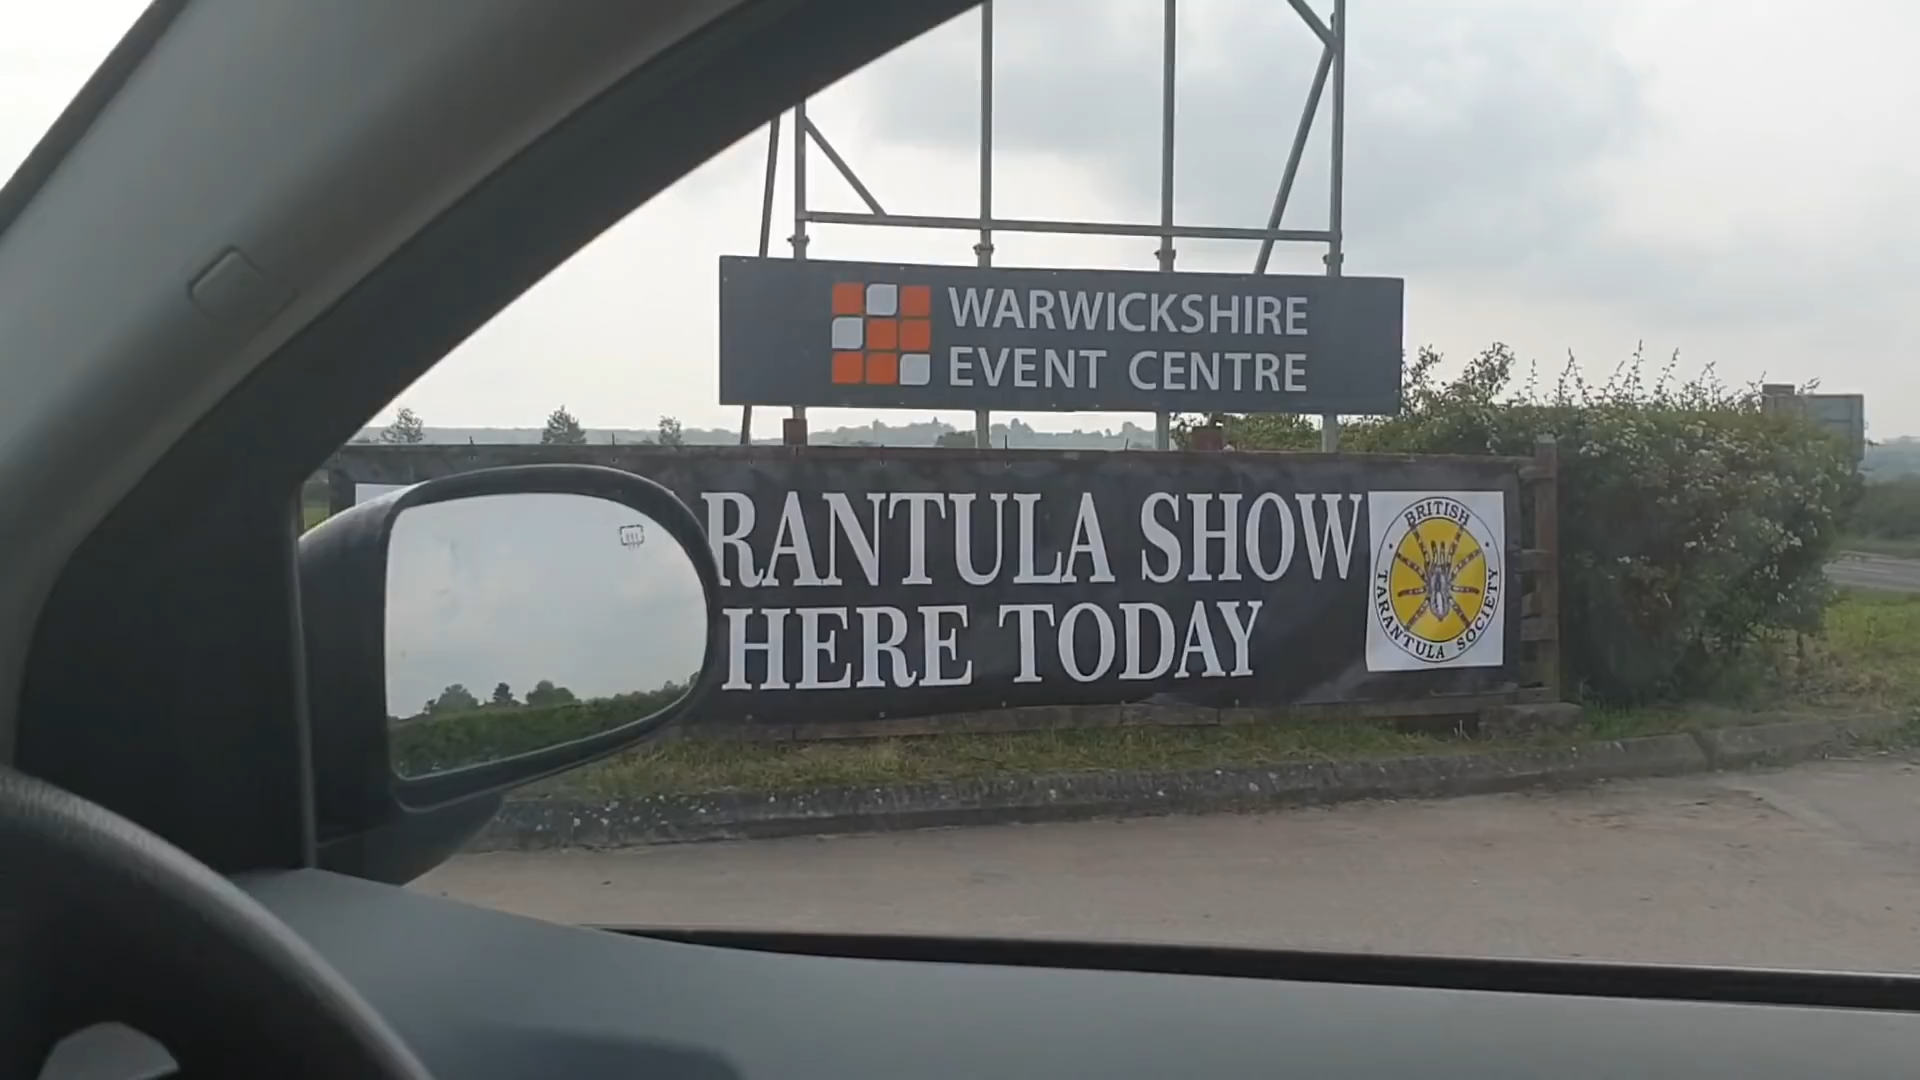 WARWICKSHIRE
EVENT CENTRE
RANTULA SHOW
HERE TODAY
BRITISH
TARANTULA SOCIETY